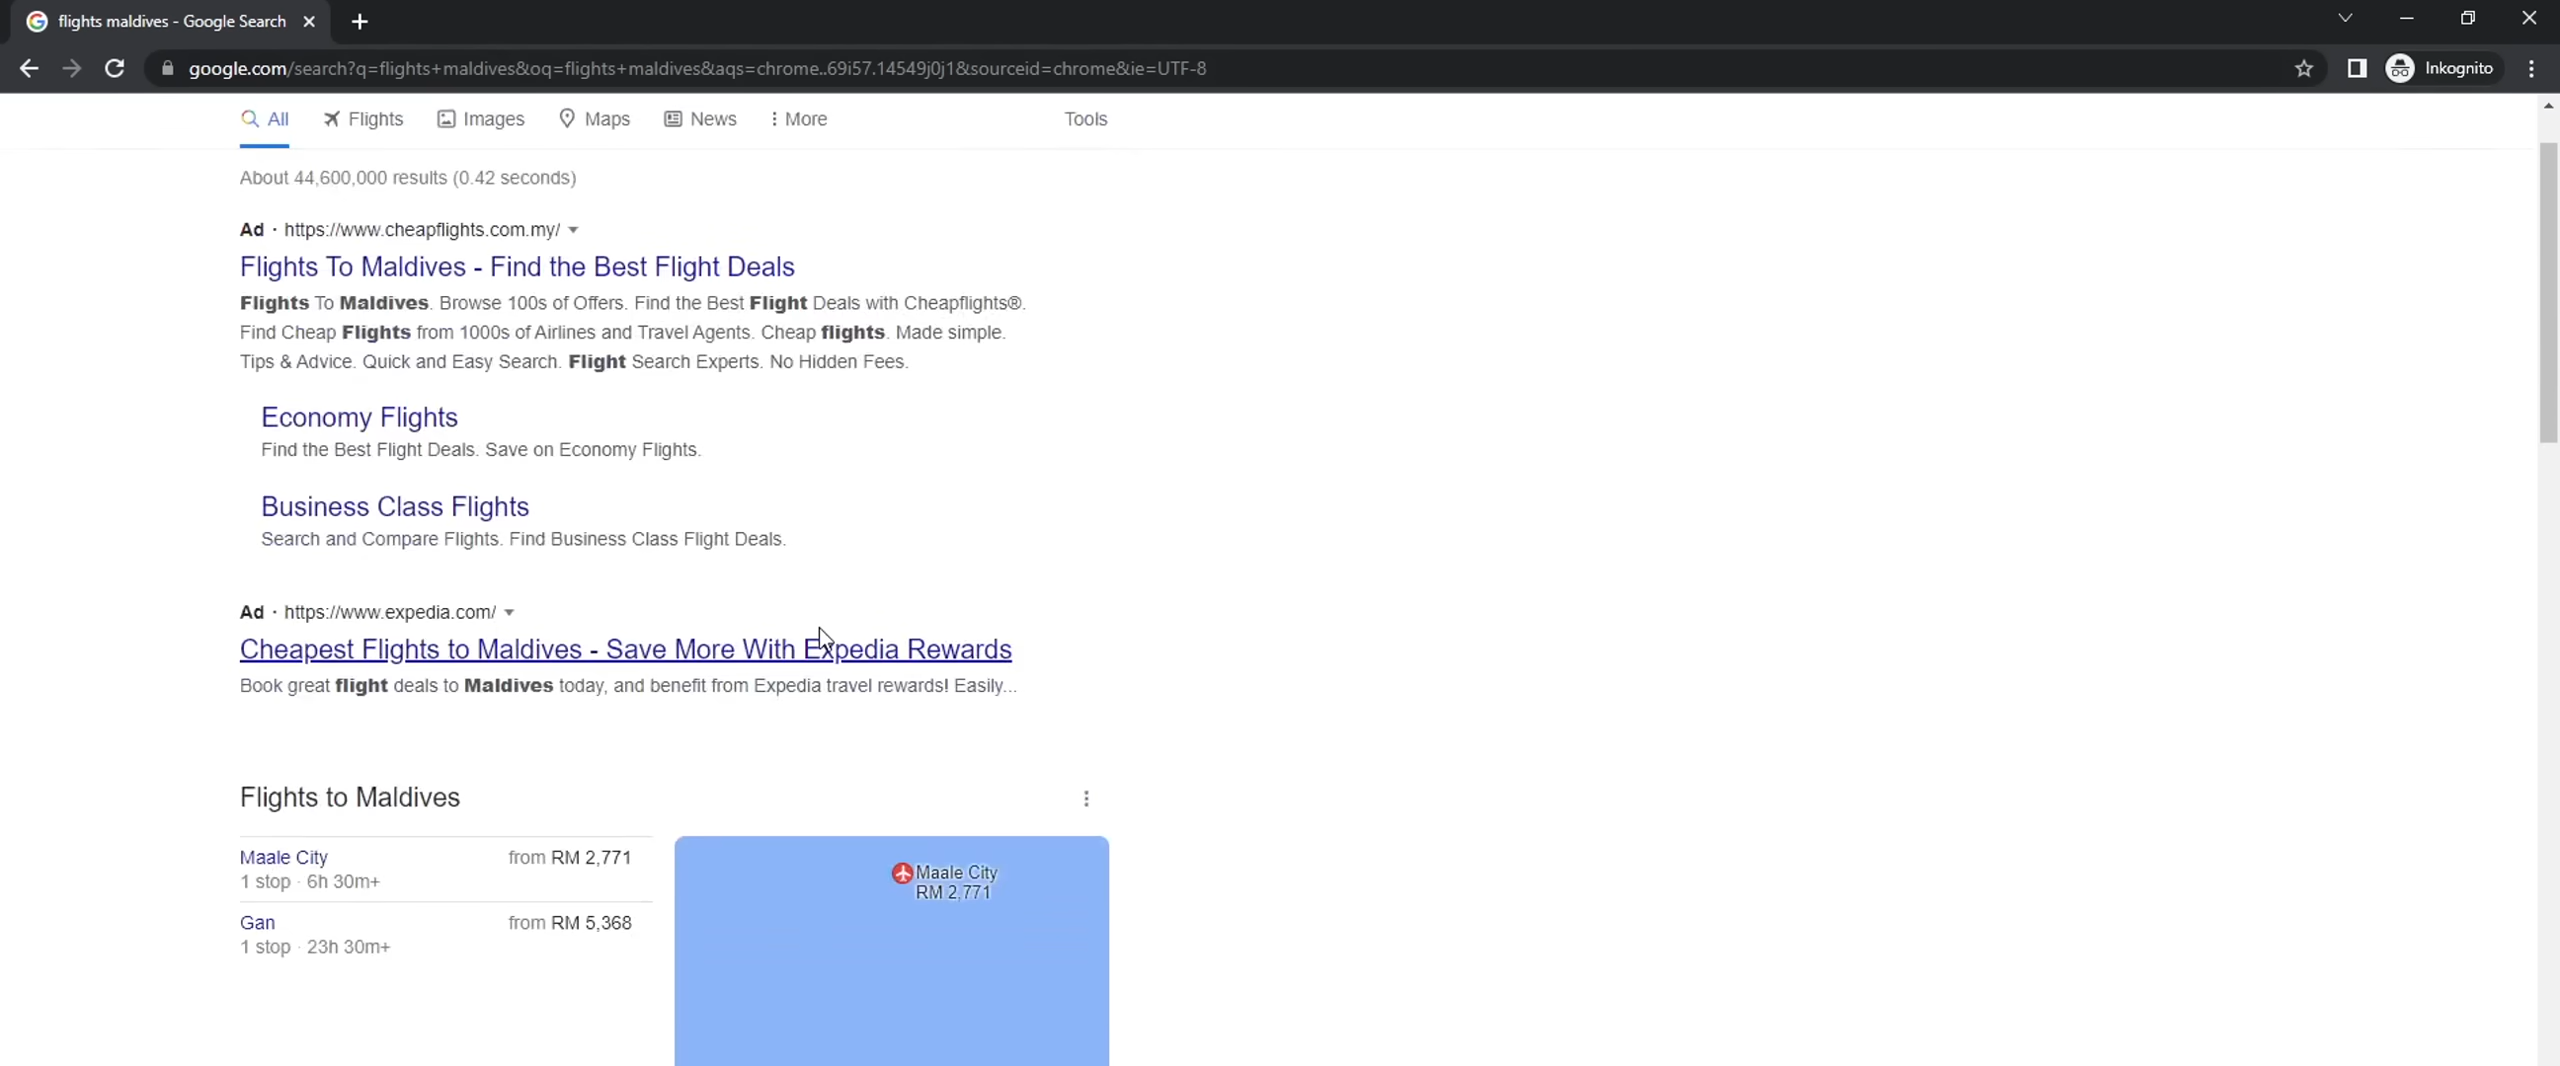 flights maldives - Google Search
google.com/search?q=flights+maldives&oq=flights+maldives&aqs=chrome..69i57.14549j0j1&sourceid=chrome&ie=UTF-8
Inkognito
All
Flights
Images
Maps
News
More
Tools
About 44,600,000 results (0.42 seconds)
Ad · https://www.cheapflights.com.my/
Flights To Maldives - Find the Best Flight Deals
Flights To Maldives. Browse 100s of Offers. Find the Best Flight Deals with Cheapflights®.
Find Cheap Flights from 1000s of Airlines and Travel Agents. Cheap flights. Made simple.
Tips & Advice. Quick and Easy Search. Flight Search Experts. No Hidden Fees.
Economy Flights
Find the Best Flight Deals. Save on Economy Flights.
Business Class Flights
Search and Compare Flights. Find Business Class Flight Deals.
Ad · https://www.expedia.com/
Cheapest Flights to Maldives - Save More With Expedia Rewards
Book great flight deals to Maldives today, and benefit from Expedia travel rewards! Easily...
Flights to Maldives
Maale City from RM 2,771
1 stop · 6h 30m+
Gan from RM 5,368
1 stop · 23h 30m+
Maale City
RM 2,771